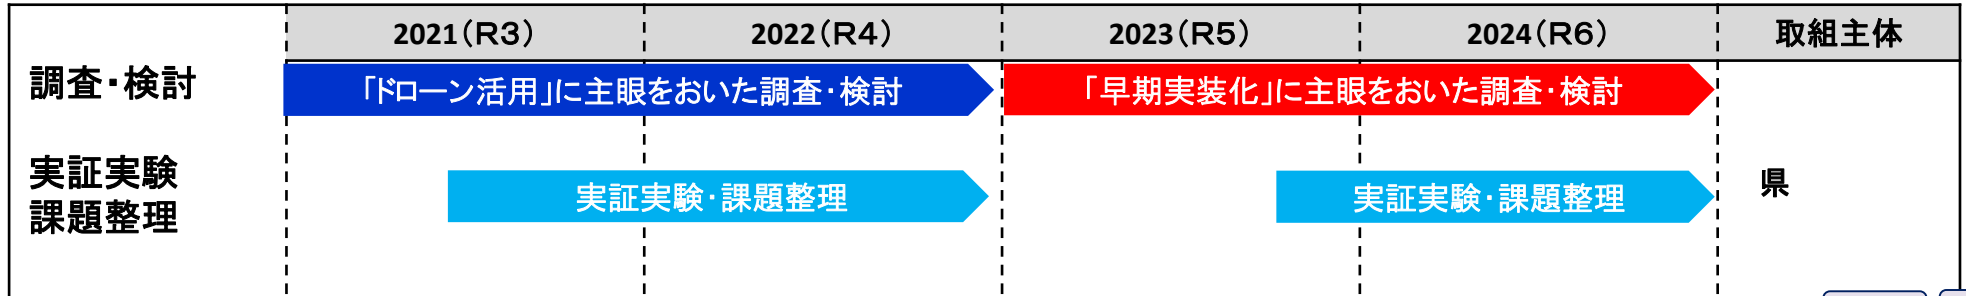 2021(R3) 2022(R4) 2023(R5) 2024(R6) 取組主体
調査・検討 「ドローン活用」に主眼をおいた調査・検討 「早期実装化」に主眼をおいた調査・検討
実証実験
課題整理 実証実験・課題整理 実証実験・課題整理 県